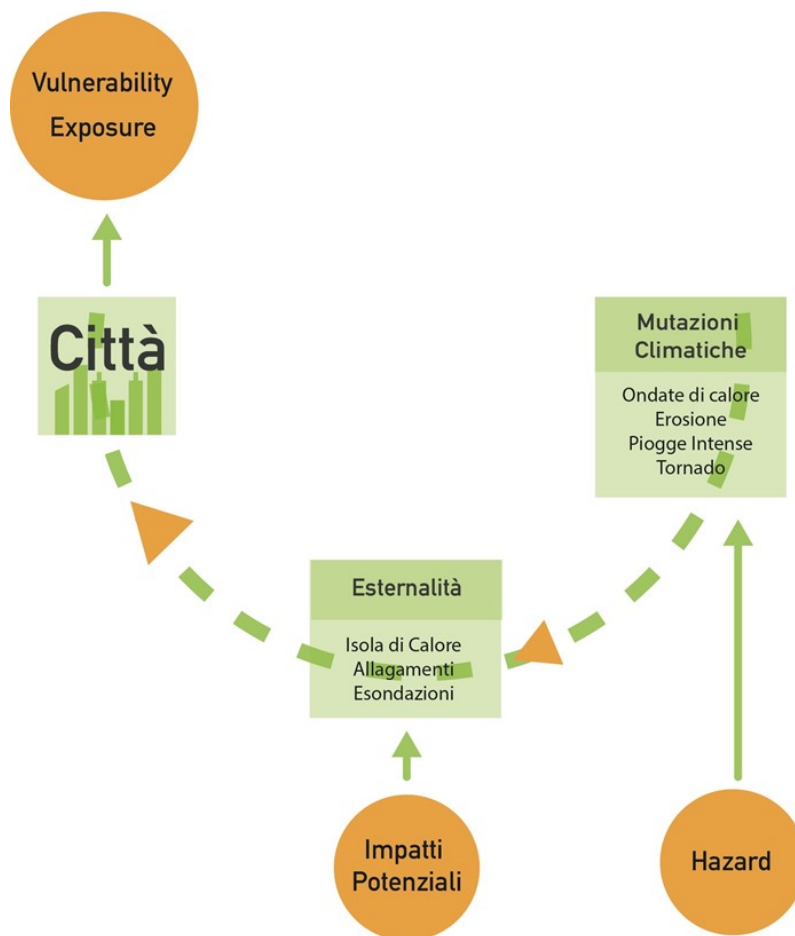 Vulnerability
Exposure
Città
Mutazioni
Climatiche
Ondate di calore
Erosione
Piogge Intense
Tornado
Esternalità
Isola di Calore
Allagamenti
Esondazioni
Impatti
Potenziali
Hazard